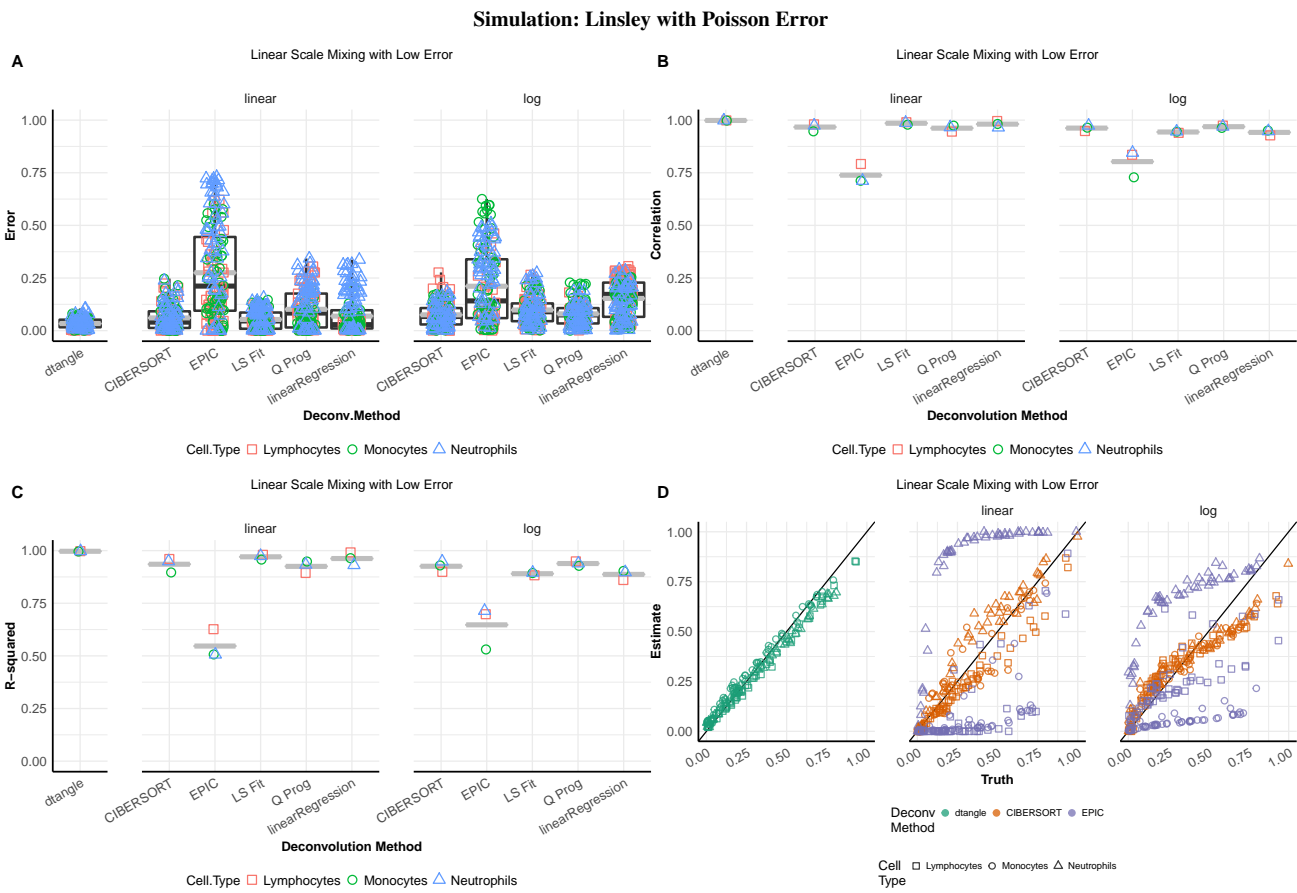 Simulation: Linsley with Poisson Error
A
Linear Scale Mixing with Low Error
linear
log
Error
1.00
0.75
0.50
0.25
0.00
dtangle
CIBERSORT
EPIC
LS Fit
Q Prog
linearRegression
CIBERSORT
EPIC
LS Fit
Q Prog
linearRegression
Deconv.Method
Cell.Type Lymphocytes Monocytes Neutrophils
B
Linear Scale Mixing with Low Error
linear
log
Correlation
1.00
0.75
0.50
0.25
0.00
dtangle
CIBERSORT
EPIC
LS Fit
Q Prog
linearRegression
CIBERSORT
EPIC
LS Fit
Q Prog
linearRegression
Deconvolution Method
Cell.Type Lymphocytes Monocytes Neutrophils
C
Linear Scale Mixing with Low Error
linear
log
R−squared
1.00
0.75
0.50
0.25
0.00
dtangle
CIBERSORT
EPIC
LS Fit
Q Prog
linearRegression
CIBERSORT
EPIC
LS Fit
Q Prog
linearRegression
Deconvolution Method
Cell.Type Lymphocytes Monocytes Neutrophils
D
Linear Scale Mixing with Low Error
linear
log
Estimate
1.00
0.75
0.50
0.25
0.00
0.00
0.25
0.50
0.75
1.00
0.00
0.25
0.50
0.75
1.00
0.00
0.25
0.50
0.75
1.00
Truth
Deconv
Method
dtangle CIBERSORT EPIC
Cell
Type
Lymphocytes Monocytes Neutrophils